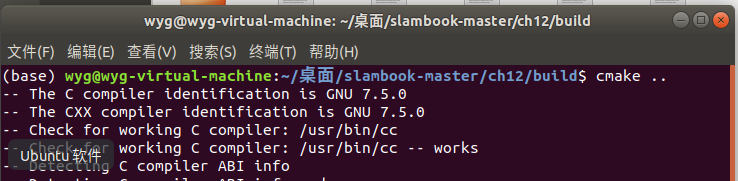 wyg@wyg-virtual-machine: ~/桌面/slambook-master/ch12/build
文件(F) 编辑(E) 查看(V) 搜索(S) 终端(T) 帮助(H)
(base) wyg@wyg-virtual-machine:~/桌面/slambook-master/ch12/build$ cmake ..
-- The C compiler identification is GNU 7.5.0
-- The CXX compiler identification is GNU 7.5.0
-- Check for working C compiler: /usr/bin/cc
-- Check for working C compiler: /usr/bin/cc -- works
Ubuntu 软件
-- Detecting C compiler ABI info